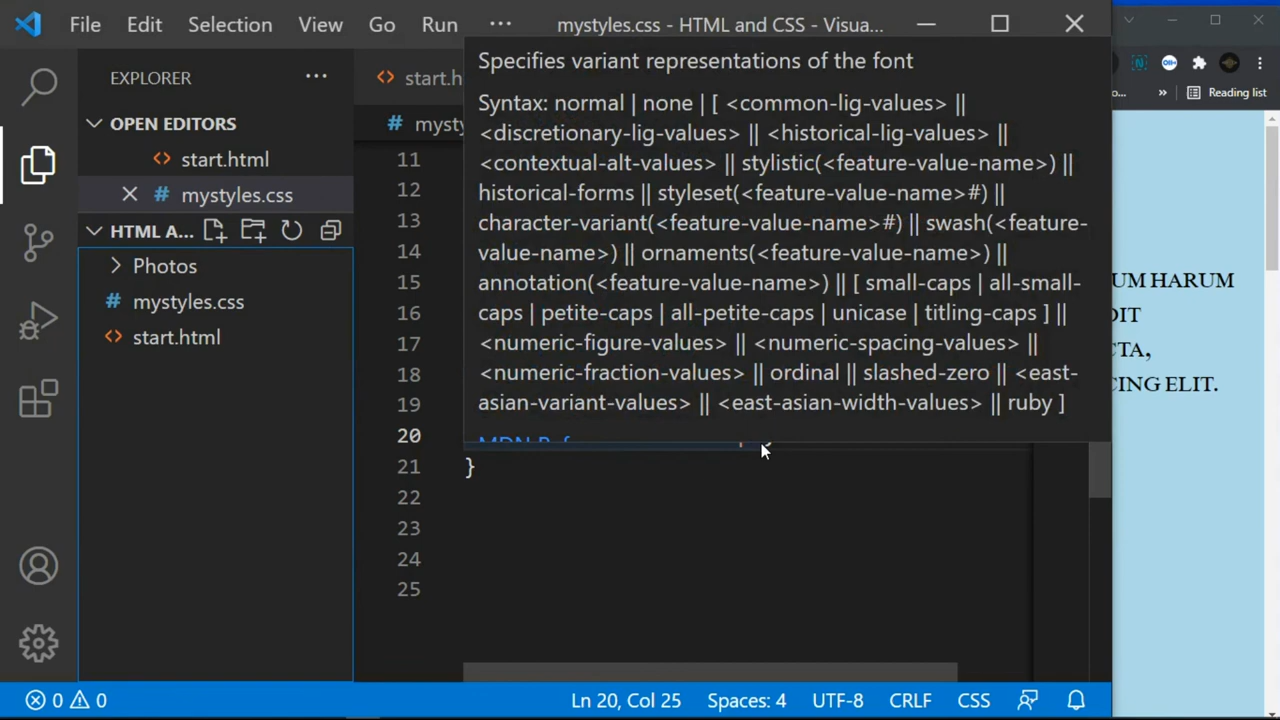 File Edit Selection View Go Run ··· mystyles.css - HTML and CSS - Visua...
EXPLORER ···
OPEN EDITORS
start.html
mystyles.css
HTML A...
Photos
mystyles.css
start.html
start.h
# mysty
Specifies variant representations of the font
Syntax: normal | none | [ <common-lig-values> ||
<discretionary-lig-values> || <historical-lig-values> ||
<contextual-alt-values> || stylistic(<feature-value-name>) ||
historical-forms || styleset(<feature-value-name>#) ||
character-variant(<feature-value-name>#) || swash(<feature-
value-name>) || ornaments(<feature-value-name>) ||
annotation(<feature-value-name>) || [ small-caps | all-small-
caps | petite-caps | all-petite-caps | unicase | titling-caps ] ||
<numeric-figure-values> || <numeric-spacing-values> ||
<numeric-fraction-values> || ordinal || slashed-zero || <east-
asian-variant-values> || <east-asian-width-values> || ruby ]
11
12
13
14
15
16
17
18
19
20
21 }
22
23
24
25
0 0 Ln 20, Col 25 Spaces: 4 UTF-8 CRLF CSS
o... » Reading list
UM HARUM
DIT
CTA,
CING ELIT.